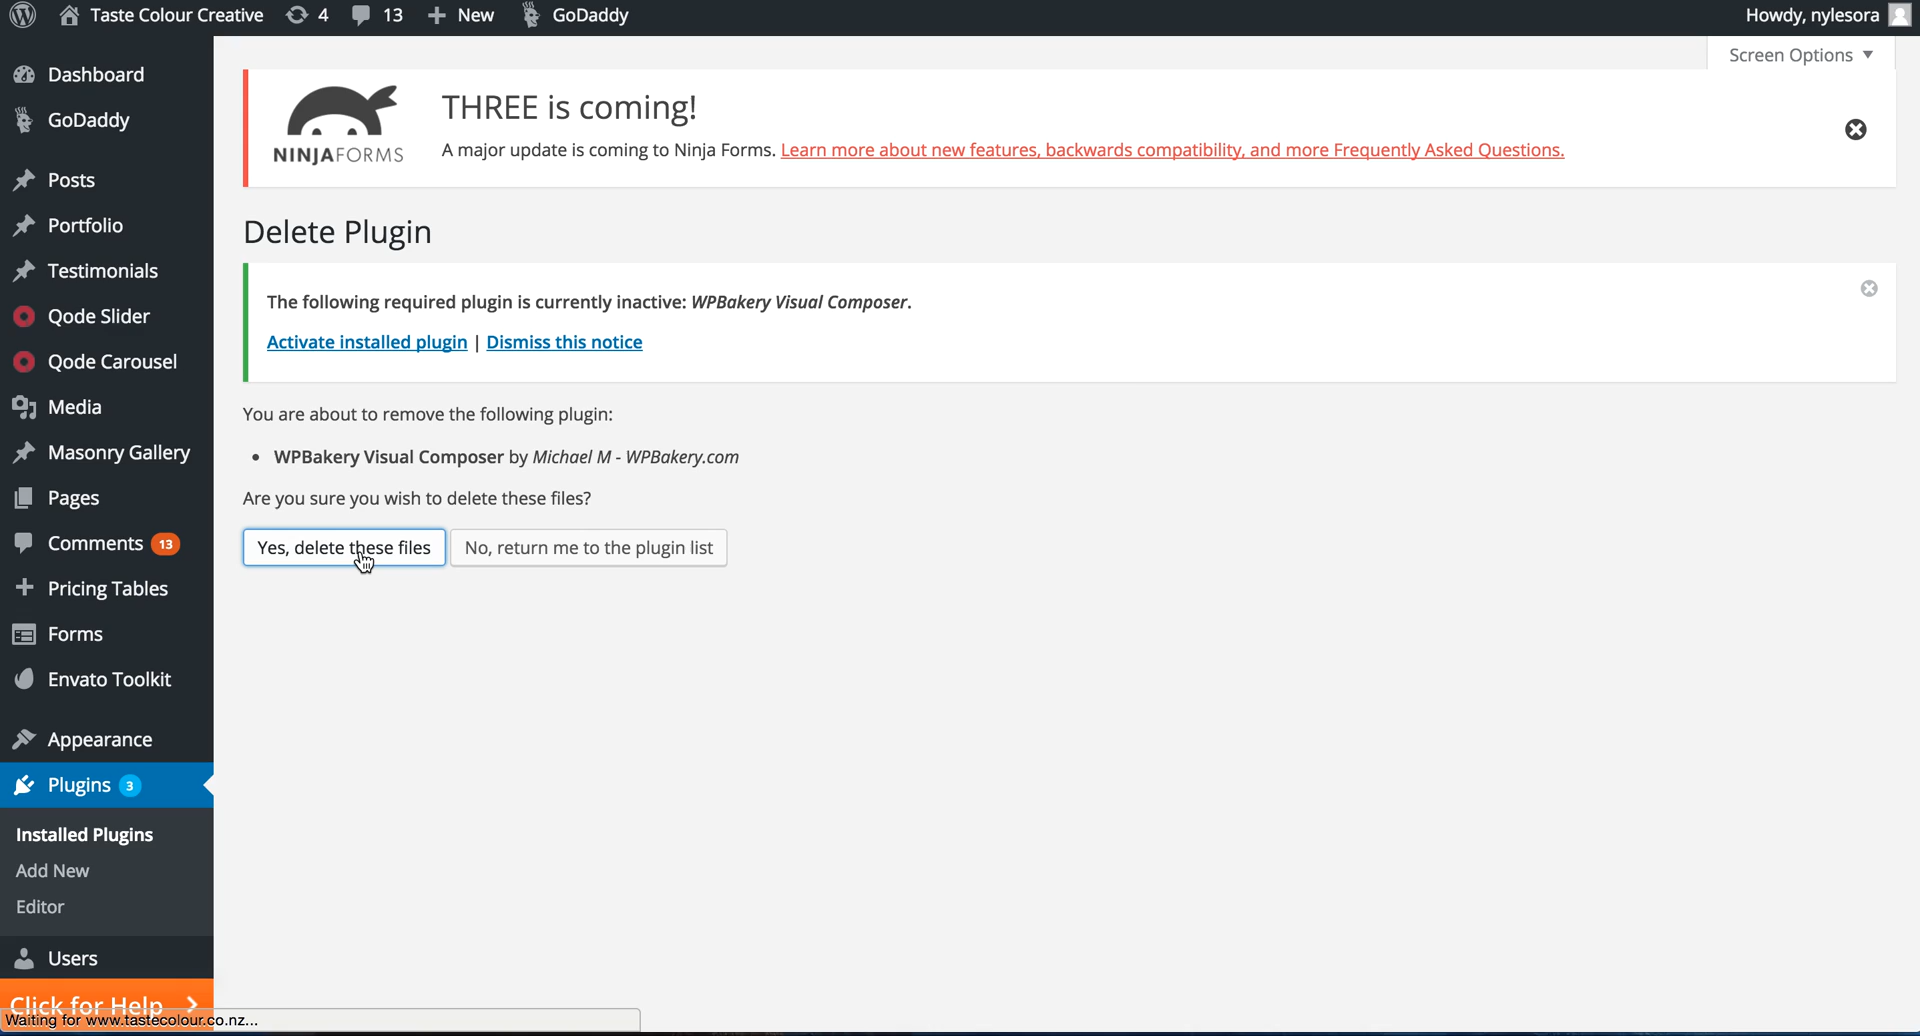 Taste Colour Creative 4 13 New GoDaddy Howdy, nylesora
Screen Options
Dashboard
GoDaddy
Posts
Portfolio
Testimonials
Qode Slider
Qode Carousel
Media
Masonry Gallery
Pages
Comments 13
Pricing Tables
Forms
Envato Toolkit
Appearance
Plugins 3
Installed Plugins
Add New
Editor
Users
Click for Help
Waiting for www.tastecolour.co.nz...
NINJAFORMS
THREE is coming!
A major update is coming to Ninja Forms. Learn more about new features, backwards compatibility, and more Frequently Asked Questions.
Delete Plugin
The following required plugin is currently inactive: WPBakery Visual Composer.
Activate installed plugin | Dismiss this notice
You are about to remove the following plugin:
• WPBakery Visual Composer by Michael M - WPBakery.com
Are you sure you wish to delete these files?
Yes, delete these files No, return me to the plugin list